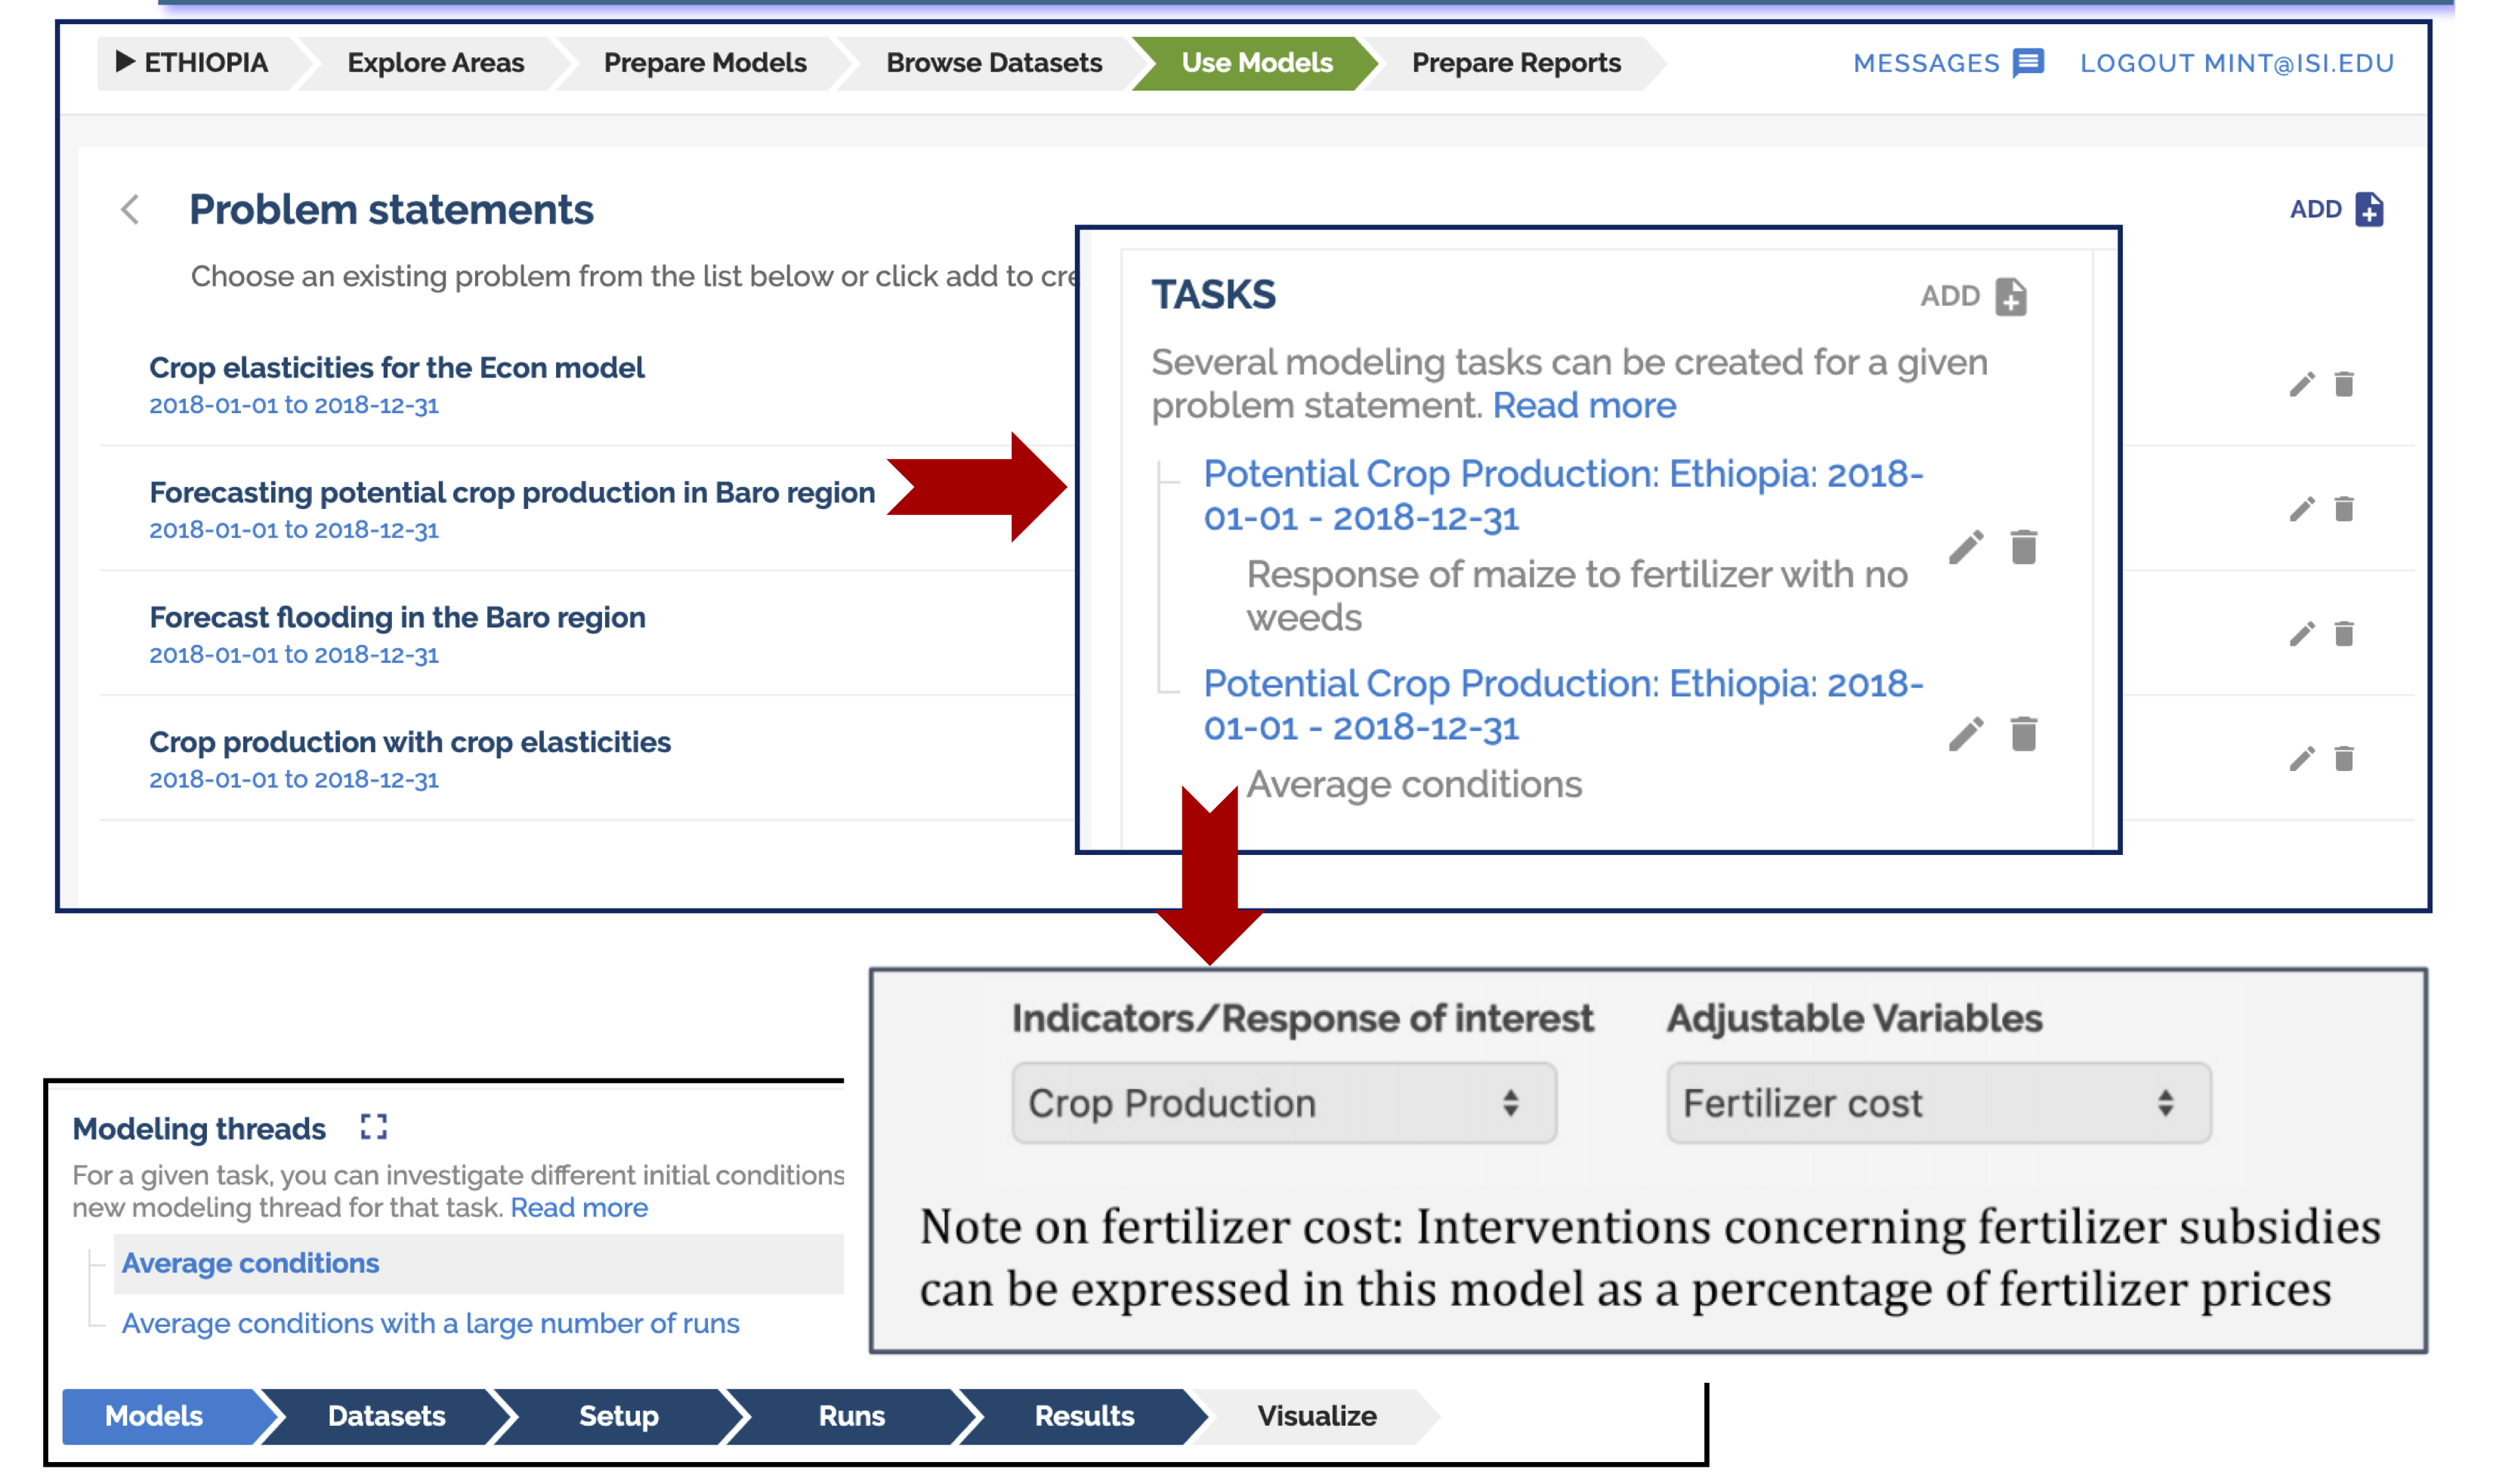 ETHIOPIA Explore Areas Prepare Models Browse Datasets Use Models Prepare Reports MESSAGES LOGOUT MINT@ISI.EDU
Problem statements
ADD
Choose an existing problem from the list below or click add to cre
Crop elasticities for the Econ model
2018-01-01 to 2018-12-31
Forecasting potential crop production in Baro region
2018-01-01 to 2018-12-31
Forecast flooding in the Baro region
2018-01-01 to 2018-12-31
Crop production with crop elasticities
2018-01-01 to 2018-12-31
TASKS
ADD
Several modeling tasks can be created for a given
problem statement. Read more
Potential Crop Production: Ethiopia: 2018-
01-01 - 2018-12-31
Response of maize to fertilizer with no
weeds
Potential Crop Production: Ethiopia: 2018-
01-01 - 2018-12-31
Average conditions
Indicators/Response of interest
Adjustable Variables
Crop Production
Fertilizer cost
Note on fertilizer cost: Interventions concerning fertilizer subsidies
can be expressed in this model as a percentage of fertilizer prices
Modeling threads
For a given task, you can investigate different initial conditions
new modeling thread for that task. Read more
Average conditions
Average conditions with a large number of runs
Models Datasets Setup Runs Results Visualize